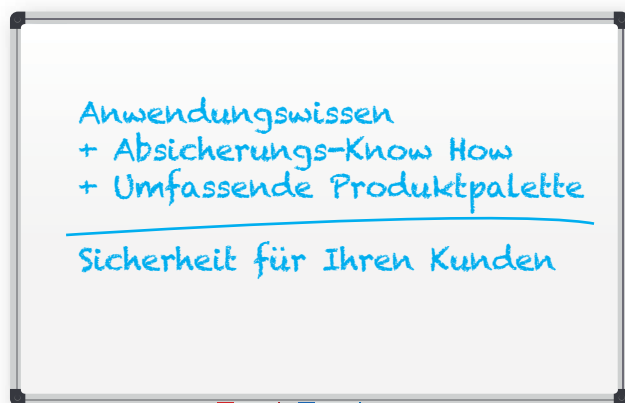 Anwendungswissen
+ Absicherungs-Know How
+ Umfassende Produktpalette
Sicherheit für Ihren Kunden